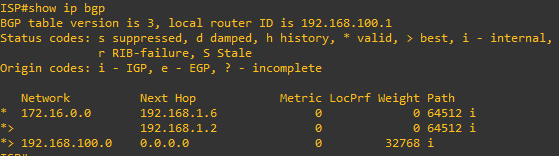 ISP#show ip bgp
BGP table version is 3, local router ID is 192.168.100.1
Status codes: s suppressed, d damped, h history, * valid, > best, i - internal,
r RIB-failure, S Stale
Origin codes: i - IGP, e - EGP, ? - incomplete
Network Next Hop Metric LocPrf Weight Path
* 172.16.0.0 192.168.1.6 0 0 64512 i
*> 192.168.1.2 0 0 64512 i
*> 192.168.100.0 0.0.0.0 0 32768 i